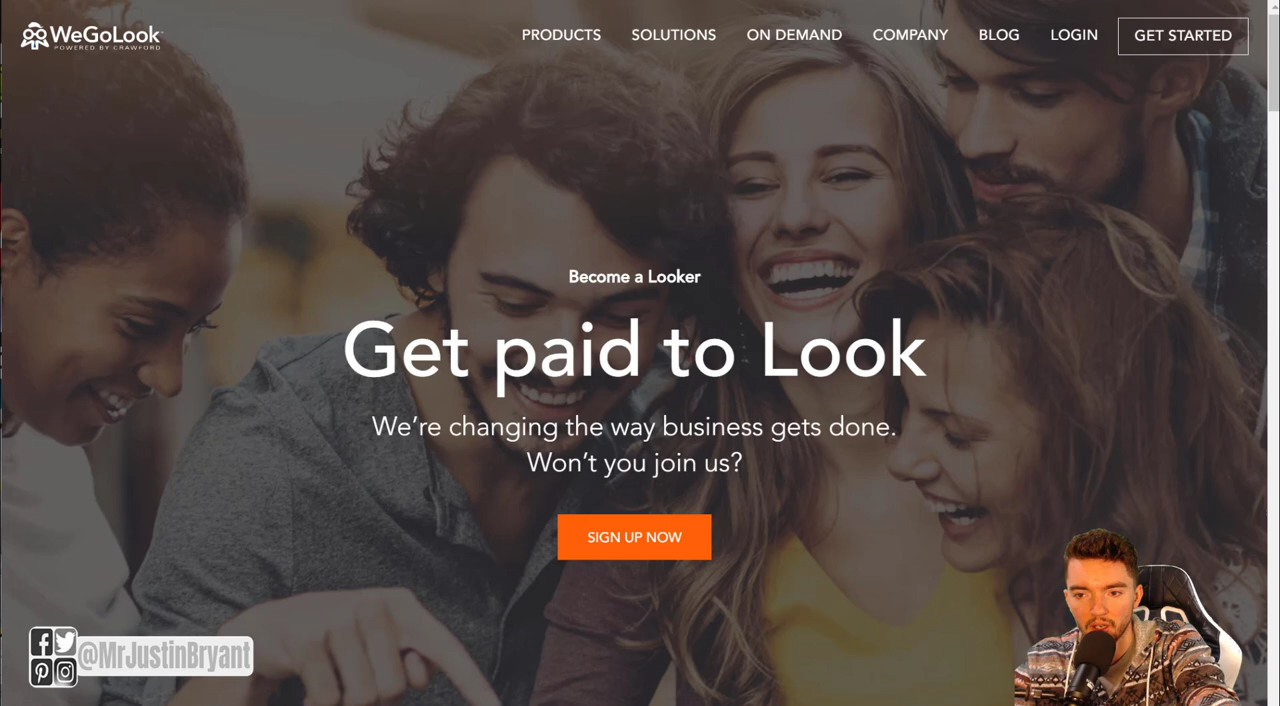 WeGoLook
POWERED BY CRAWFORD
PRODUCTS SOLUTIONS ON DEMAND COMPANY BLOG LOGIN GET STARTED
Become a Looker
Get paid to Look
We're changing the way business gets done.
Won't you join us?
SIGN UP NOW
@MrJustinBryant